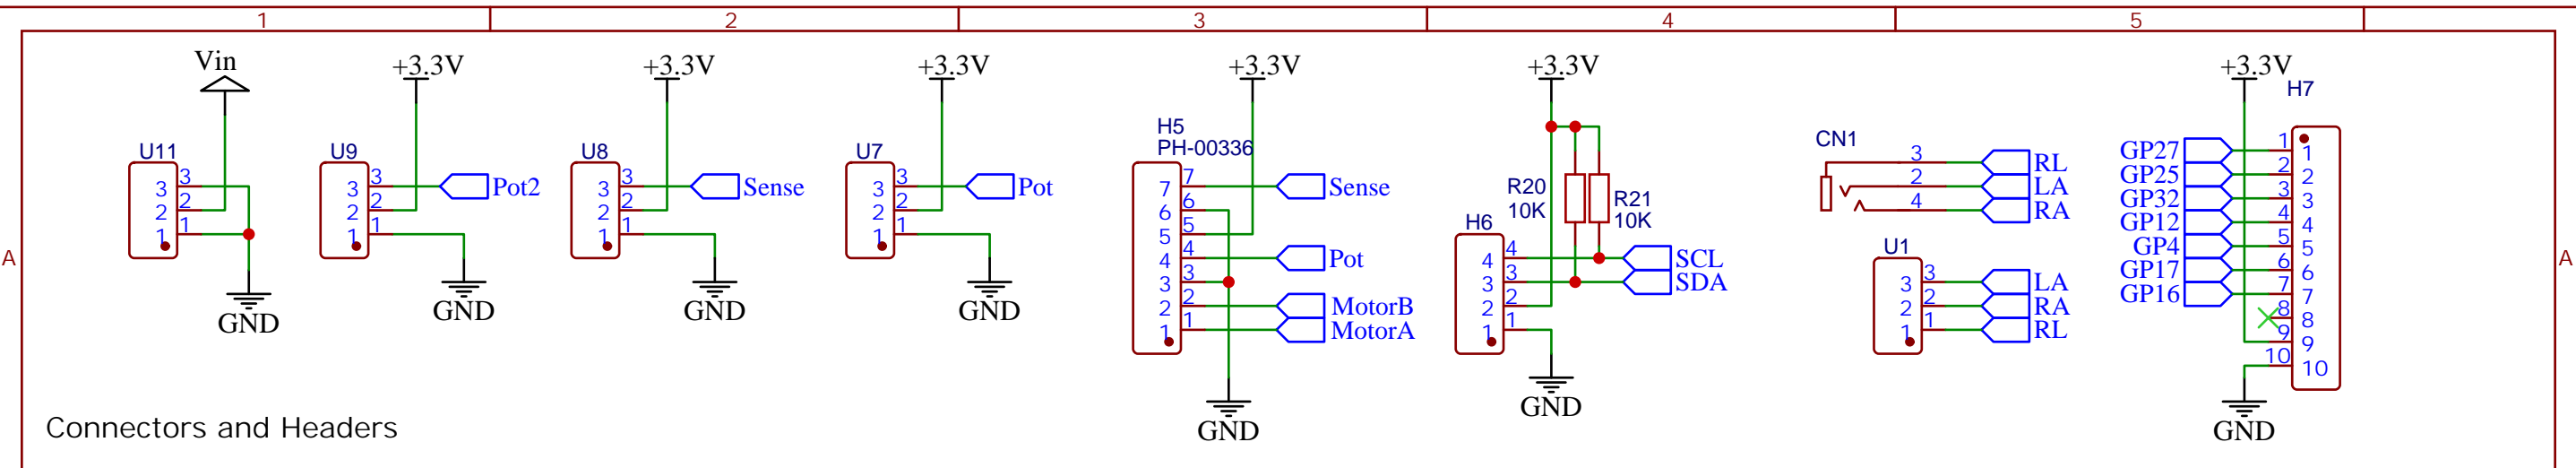 1 2 3 4 5
A A
Vin
U11
3 3
2 2
1 1
GND
+3.3V
U9
3 3 Pot2
2 2
1 1
GND
+3.3V
U8
3 3 Sense
2 2
1 1
GND
+3.3V
U7
3 3 Pot
2 2
1 1
GND
+3.3V
H5
PH-00336
7 7 Sense
6 6
5 5
4 4 Pot
3 3
2 2 MotorB
1 1 MotorA
GND
+3.3V
R20
10K
R21
10K
H6
4 4 SCL
3 3 SDA
2 2
1 1
GND
CN1
3 RL
2 LA
4 RA
U1
3 3 LA
2 2 RA
1 1 RL
+3.3V
H7
GP27 1 1
GP25 2 2
GP32 3 3
GP12 4 4
GP4 5 5
GP17 6 6
GP16 7 7
8 8
9 9
10 10
GND
Connectors and Headers